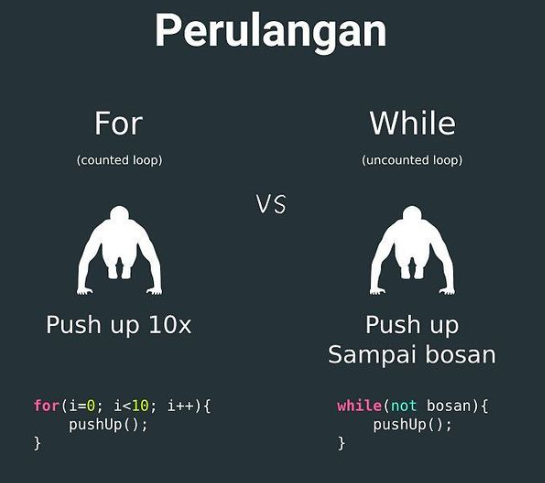 Perulangan
For
(counted loop)
While
(uncounted loop)
VS
Push up 10x
Push up
Sampai bosan
for(i=0; i<10; i++){
    pushUp();
}
while(not bosan){
    pushUp();
}